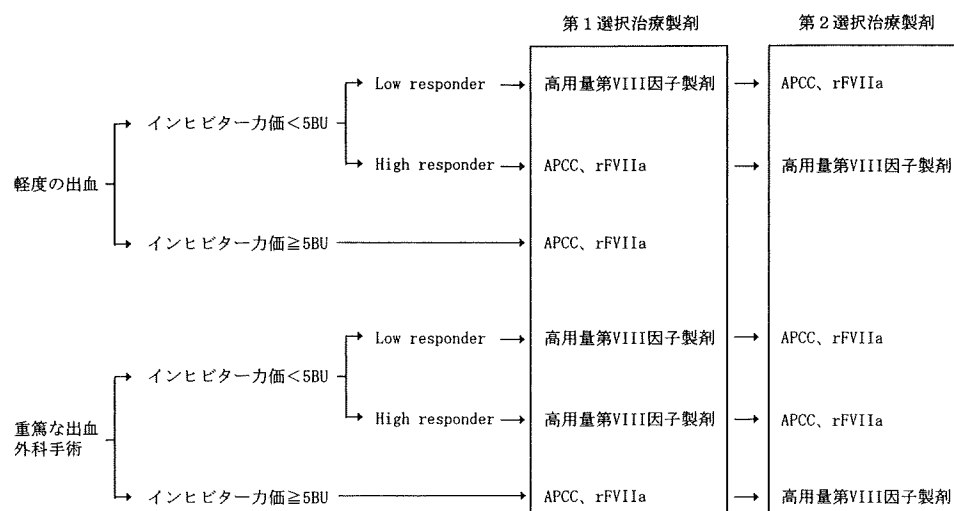 第１選択治療製剤
第２選択治療製剤
Low responder
高用量第VIII因子製剤
APCC、rFVIIa
インヒビター力価＜5BU
High responder
APCC、rFVIIa
高用量第VIII因子製剤
軽度の出血
インヒビター力価≧5BU
APCC、rFVIIa
Low responder
高用量第VIII因子製剤
APCC、rFVIIa
インヒビター力価＜5BU
High responder
高用量第VIII因子製剤
APCC、rFVIIa
重篤な出血
外科手術
インヒビター力価≧5BU
APCC、rFVIIa
高用量第VIII因子製剤